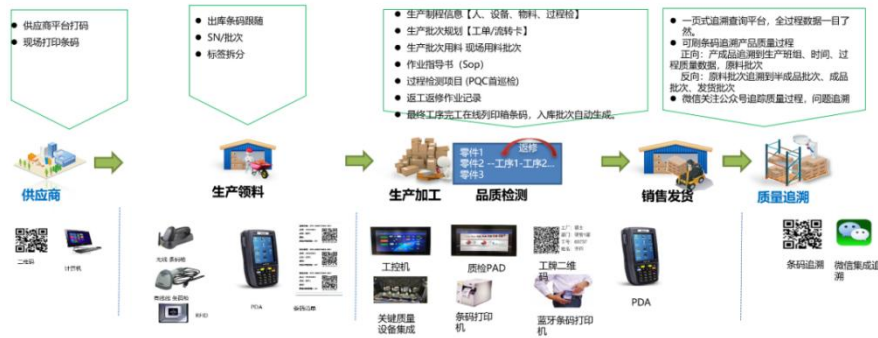 供应商平台打码
现场打印条码
出库条码跟随
SN/批次
标签拆分
生产制程信息【人、设备、物料、过程检】
生产批次规划【工单/流转卡】
生产批次用料 现场用料批次
作业指导书（Sop）
过程检测项目 (PQC首巡检)
返工返修作业记录
最终工序完工在线列印箱条码，入库批次自动生成。
一页式追溯查询平台，全过程数据一目了
然。
可刷条码追溯产品质量过程
正向：产成品追溯到生产班组、时间、过
程质量数据，原料批次
反向：原料批次追溯到半成品批次、成品
批次、发货批次
微信关注公众号追踪质量过程，问题追溯
供应商
生产领料
生产加工
零件1
零件2 --工序1-工序2...
零件3
返修
品质检测
销售发货
质量追溯
二维码
计算机
RFID
PDA
工控机
质检PAD
工牌二维
码
关键质量
设备集成
条码打印
机
蓝牙条码打印
机
PDA
条码追溯
微信集成追
溯